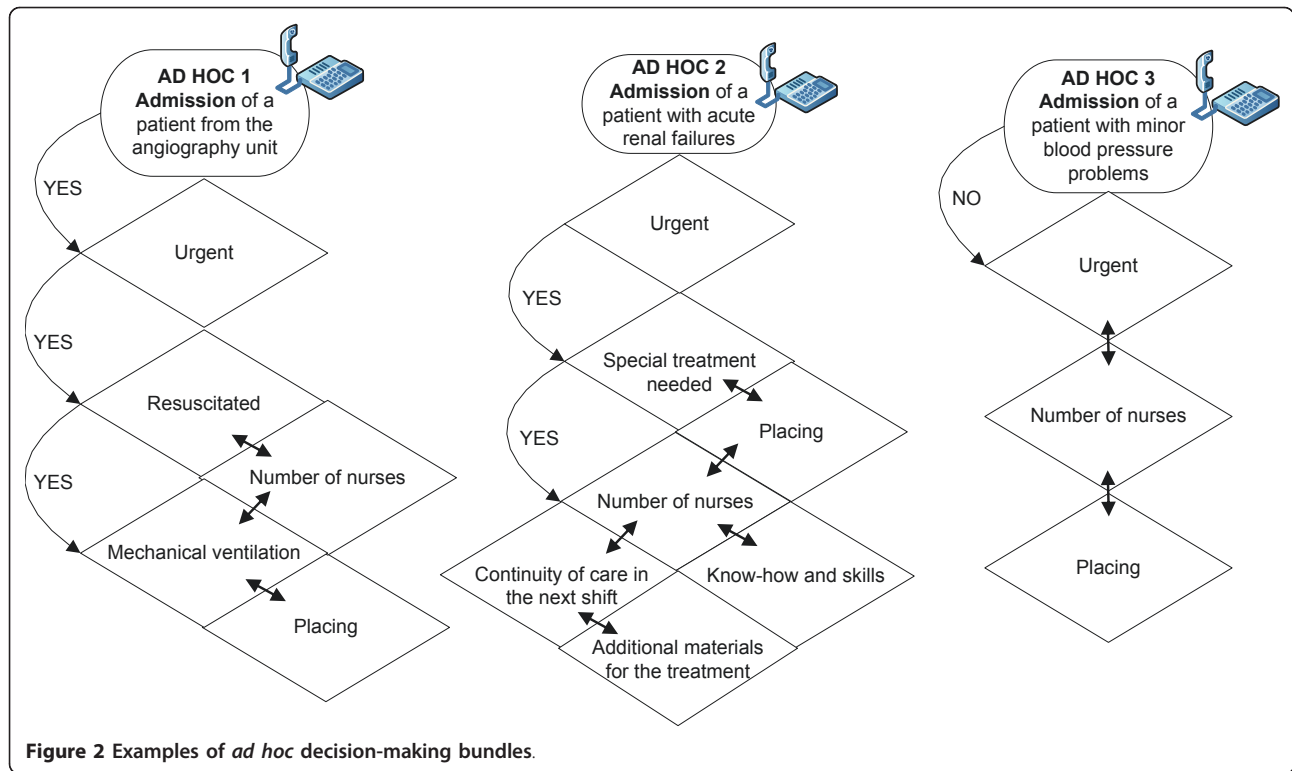 AD HOC 1
Admission of a
patient from the
angiography unit
YES
Urgent
YES
Resuscitated
Number of nurses
YES
Mechanical ventilation
Placing
AD HOC 2
Admission of a
patient with acute
renal failures
Urgent
YES
Special treatment
needed
Placing
YES
Number of nurses
Continuity of care in
the next shift
Know-how and skills
Additional materials
for the treatment
AD HOC 3
Admission of a
patient with minor
blood pressure
problems
NO
Urgent
Number of nurses
Placing
Figure 2 Examples of ad hoc decision-making bundles.